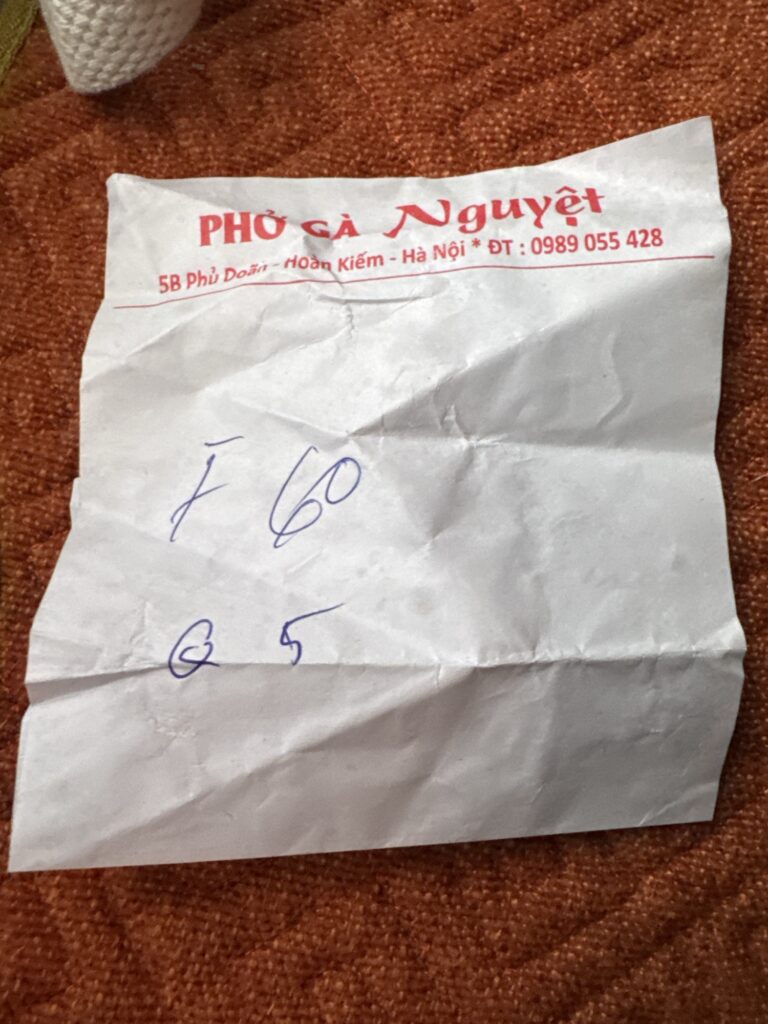 PHỞ GÀ Nguyệt
5B Phủ Doãn - Hoàn Kiếm - Hà Nội * ĐT : 0989 055 428
60
Q 5